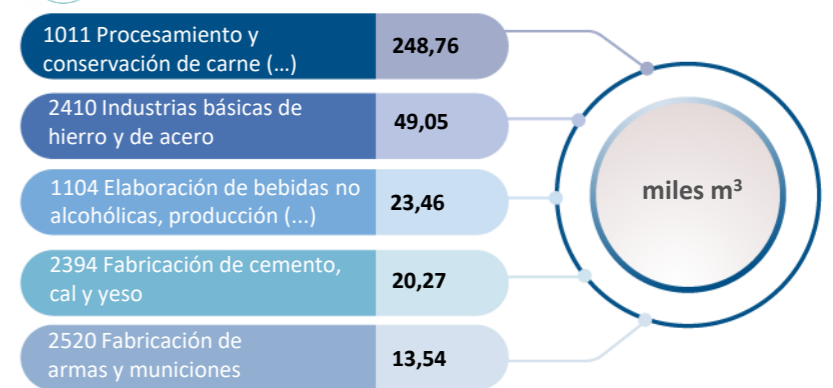 1011 Procesamiento y
conservación de carne (…)
248,76
2410 Industrias básicas de
hierro y de acero
49,05
1104 Elaboración de bebidas no
alcohólicas, producción (...)
23,46
2394 Fabricación de cemento,
cal y yeso
20,27
2520 Fabricación de
armas y municiones
13,54
miles m³